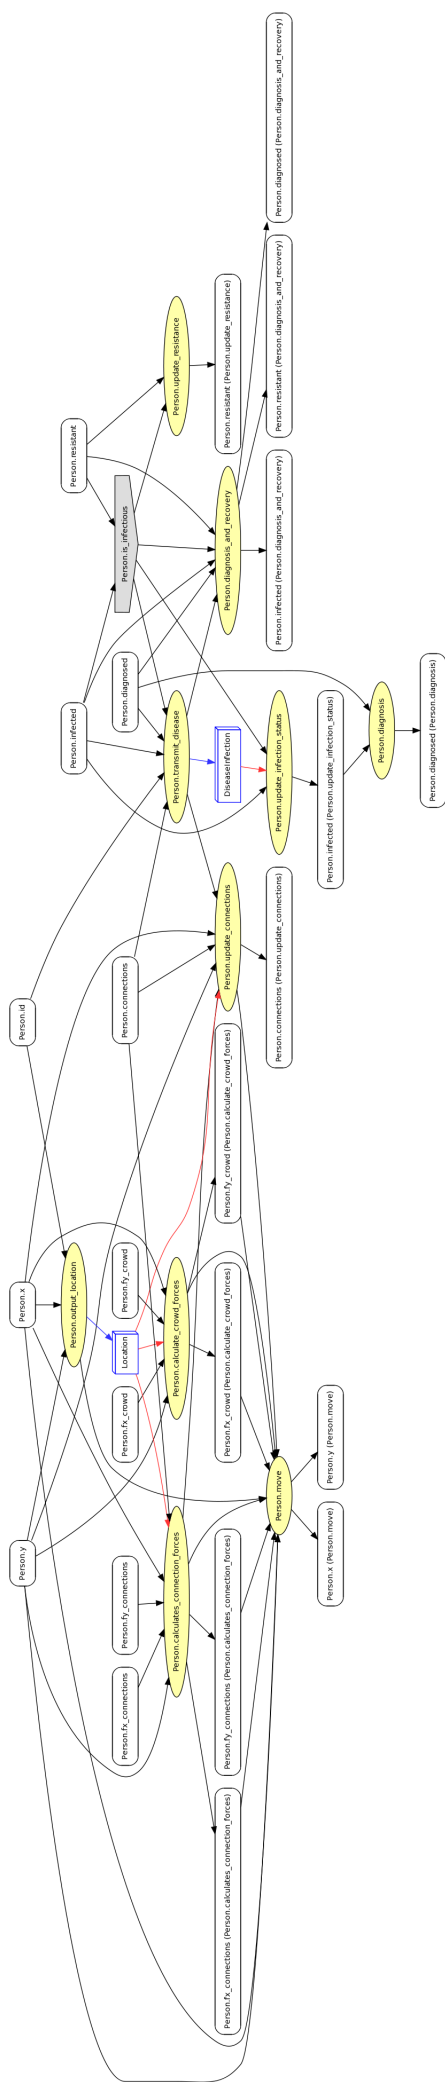 Person.diagnosed (Person.diagnosis_and_recovery)
Person.resistant (Person.diagnosis_and_recovery)
Person.update_resistance
Person.resistant (Person.update_resistance)
Person.resistant
Person.is_infectious
Person.diagnosis_and_recovery
Person.infected (Person.diagnosis_and_recovery)
Person.infected
Person.diagnosed
Person.transmit_disease
DiseaseInfection
Person.update_infection_status
Person.infected (Person.update_infection_status)
Person.diagnosis
Person.diagnosed (Person.diagnosis)
Person.id
Person.connections
Person.update_connections
Person.connections (Person.update_connections)
Person.fy_crowd (Person.calculate_crowd_forces)
Person.x
Person.output_location
Person.fy_crowd
Location
Person.fx_crowd
Person.calculate_crowd_forces
Person.fx_crowd (Person.calculate_crowd_forces)
Person.move
Person.y (Person.move)
Person.x (Person.move)
Person.y
Person.fy_connections
Person.fx_connections
Person.calculates_connection_forces
Person.fy_connections (Person.calculates_connection_forces)
Person.fx_connections (Person.calculates_connection_forces)